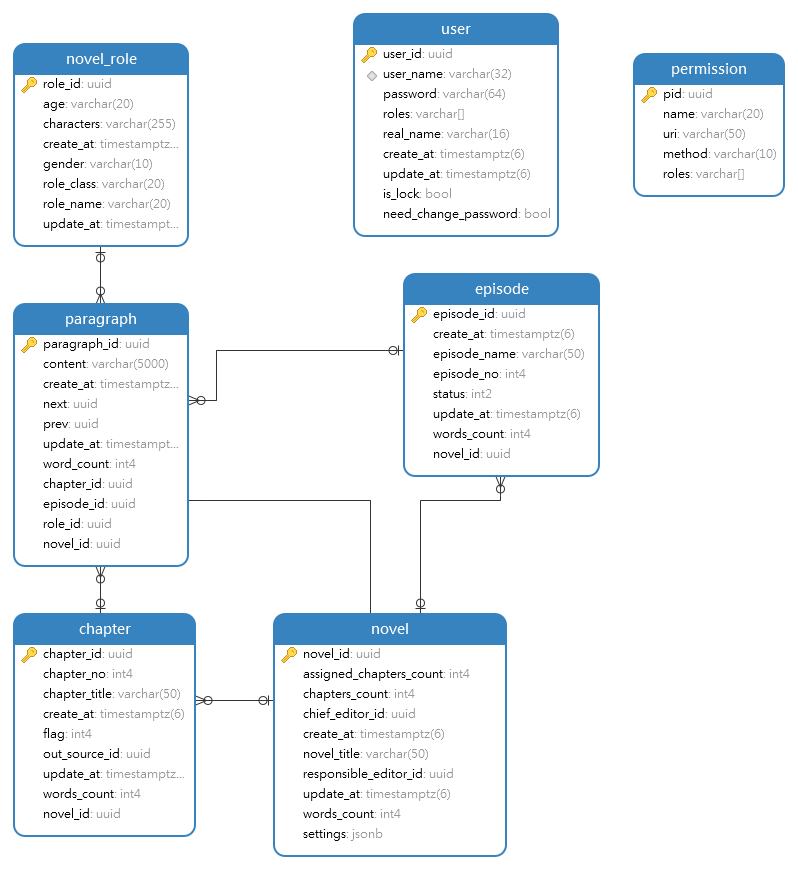 novel_role
role_id: uuid
age: varchar(20)
characters: varchar(255)
create_at: timestamptz...
gender: varchar(10)
role_class: varchar(20)
role_name: varchar(20)
update_at: timestampt...
user
user_id: uuid
user_name: varchar(32)
password: varchar(64)
roles: varchar[]
real_name: varchar(16)
create_at: timestamptz(6)
update_at: timestamptz(6)
is_lock: bool
need_change_password: bool
permission
pid: uuid
name: varchar(20)
uri: varchar(50)
method: varchar(10)
roles: varchar[]
paragraph
paragraph_id: uuid
content: varchar(5000)
create_at: timestamptz...
next: uuid
prev: uuid
update_at: timestampt...
word_count: int4
chapter_id: uuid
episode_id: uuid
role_id: uuid
novel_id: uuid
episode
episode_id: uuid
create_at: timestamptz(6)
episode_name: varchar(50)
episode_no: int4
status: int2
update_at: timestamptz(6)
words_count: int4
novel_id: uuid
chapter
chapter_id: uuid
chapter_no: int4
chapter_title: varchar(50)
create_at: timestamptz(6)
flag: int4
out_source_id: uuid
update_at: timestamptz...
words_count: int4
novel_id: uuid
novel
novel_id: uuid
assigned_chapters_count: int4
chapters_count: int4
chief_editor_id: uuid
create_at: timestamptz(6)
novel_title: varchar(50)
responsible_editor_id: uuid
update_at: timestamptz(6)
words_count: int4
settings: jsonb